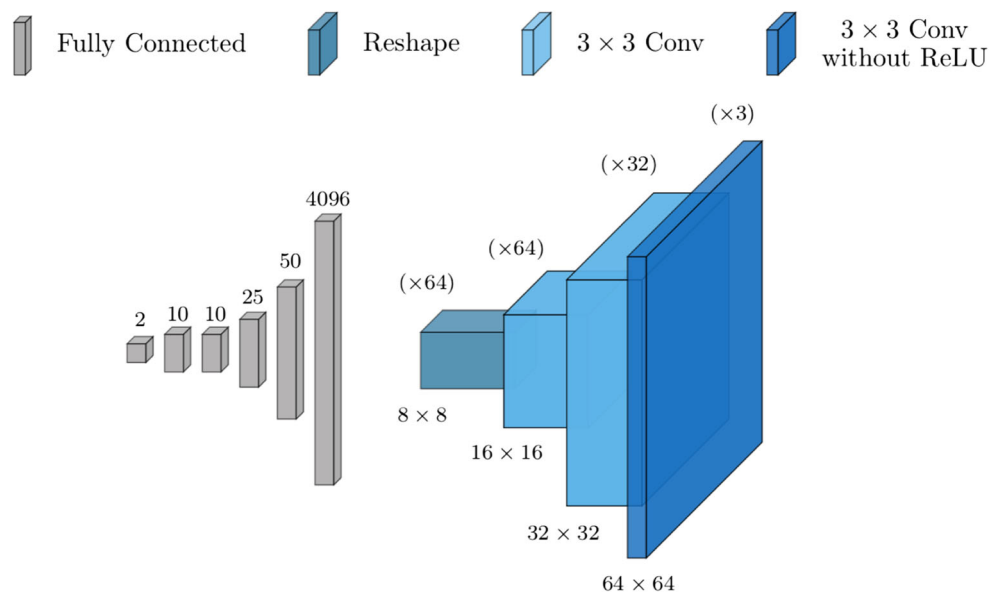 Fully Connected
Reshape
3 × 3 Conv
3 × 3 Conv
without ReLU
(×3)
(×32)
4096
(×64)
50
(×64)
25
10
10
2
8 × 8
16 × 16
32 × 32
64 × 64